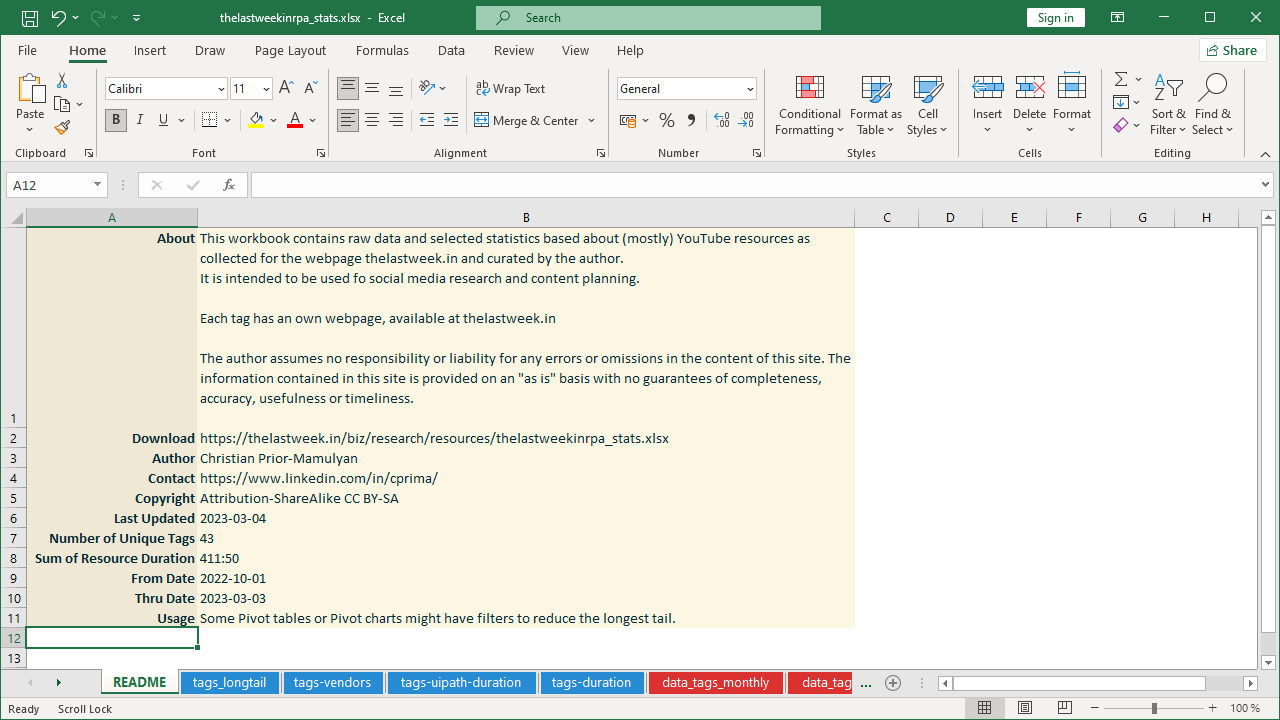 thelastweekinrpa_stats.xlsx - Excel
Search
Sign in
File Home Insert Draw Page Layout Formulas Data Review View Help
Share
Paste
Clipboard
Calibri 11
B I U
Font
Wrap Text
Merge & Center
Alignment
General
Number
Conditional Formatting
Format as Table
Cell Styles
Styles
Insert Delete Format
Cells
Sort & Filter
Find & Select
Editing
A12
fx
A B C D E F G H
1 About This workbook contains raw data and selected statistics based about (mostly) YouTube resources as
collected for the webpage thelastweek.in and curated by the author.
It is intended to be used fo social media research and content planning.
Each tag has an own webpage, available at thelastweek.in
The author assumes no responsibility or liability for any errors or omissions in the content of this site. The
information contained in this site is provided on an "as is" basis with no guarantees of completeness,
accuracy, usefulness or timeliness.
2 Download https://thelastweek.in/biz/research/resources/thelastweekinrpa_stats.xlsx
3 Author Christian Prior-Mamulyan
4 Contact https://www.linkedin.com/in/cprima/
5 Copyright Attribution-ShareAlike CC BY-SA
6 Last Updated 2023-03-04
7 Number of Unique Tags 43
8 Sum of Resource Duration 411:50
9 From Date 2022-10-01
10 Thru Date 2023-03-03
11 Usage Some Pivot tables or Pivot charts might have filters to reduce the longest tail.
12
13
README tags_longtail tags-vendors tags-uipath-duration tags-duration data_tags_monthly data_tag ...
Ready Scroll Lock
100 %